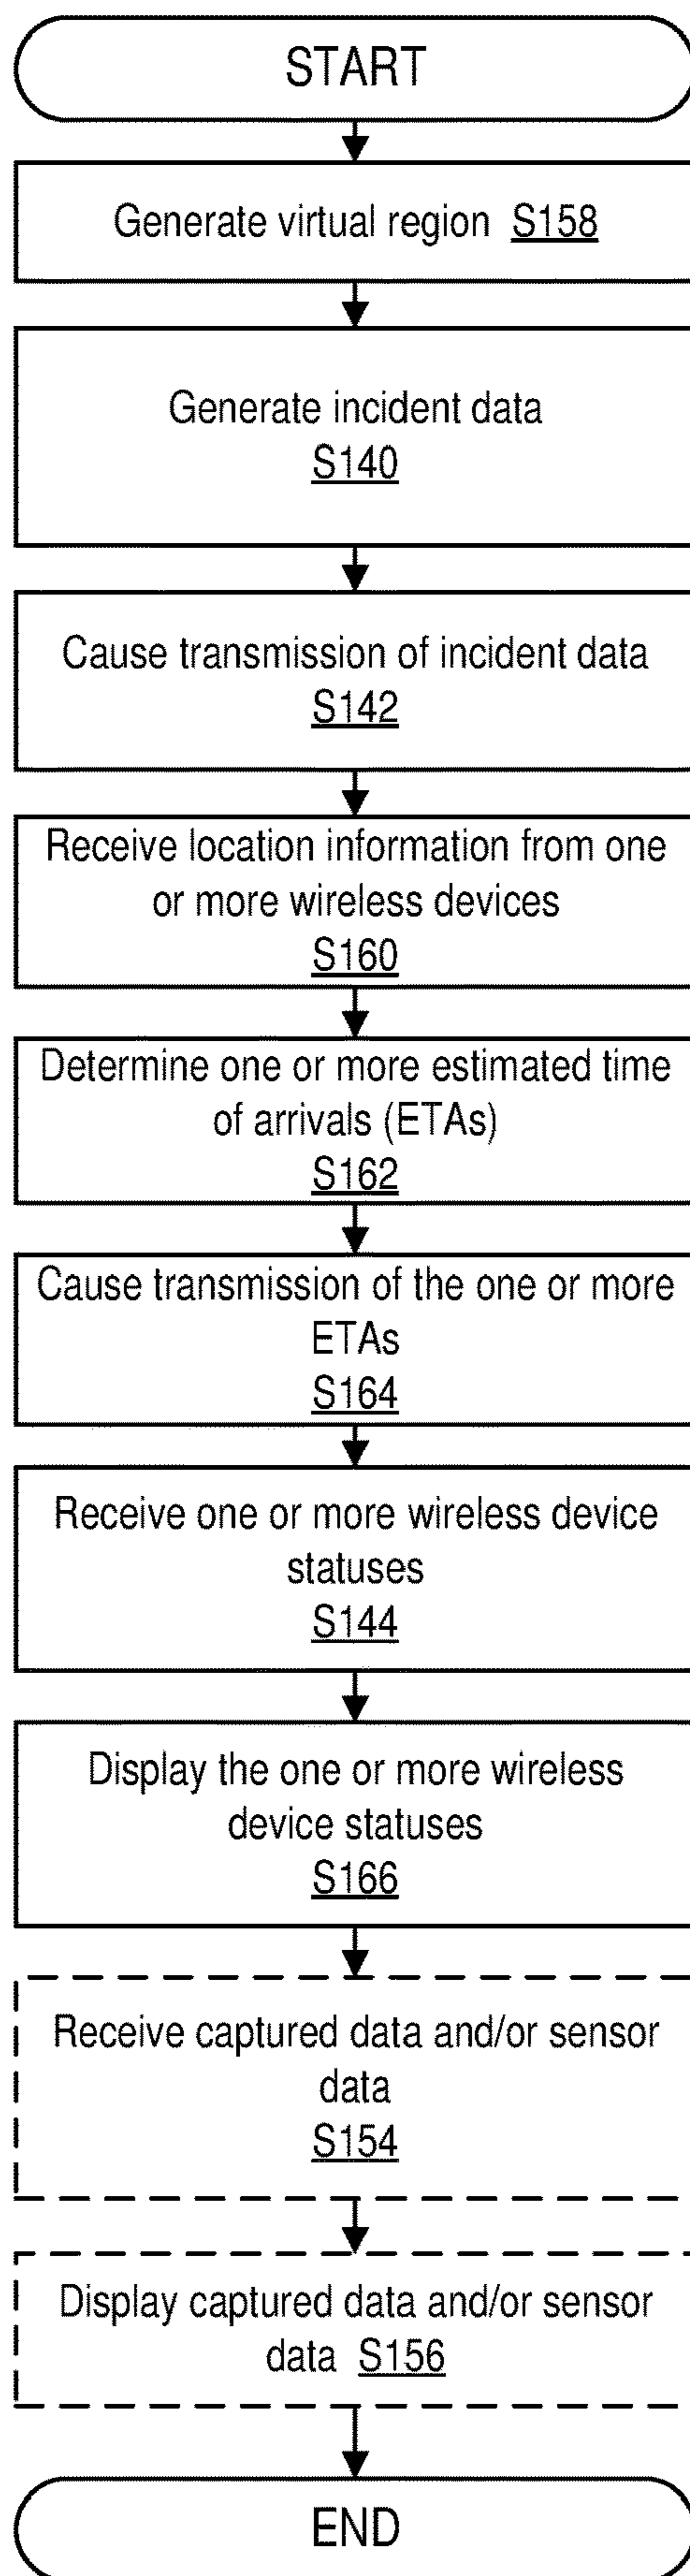 START
Generate virtual region S158
Generate incident data
S140
Cause transmission of incident data
S142
Receive location information from one
or more wireless devices
S160
Determine one or more estimated time
of arrivals (ETAs)
S162
Cause transmission of the one or more
ETAs
S164
Receive one or more wireless device
statuses
S144
Display the one or more wireless
device statuses
S166
Receive captured data and/or sensor
data
S154
Display captured data and/or sensor
data S156
END